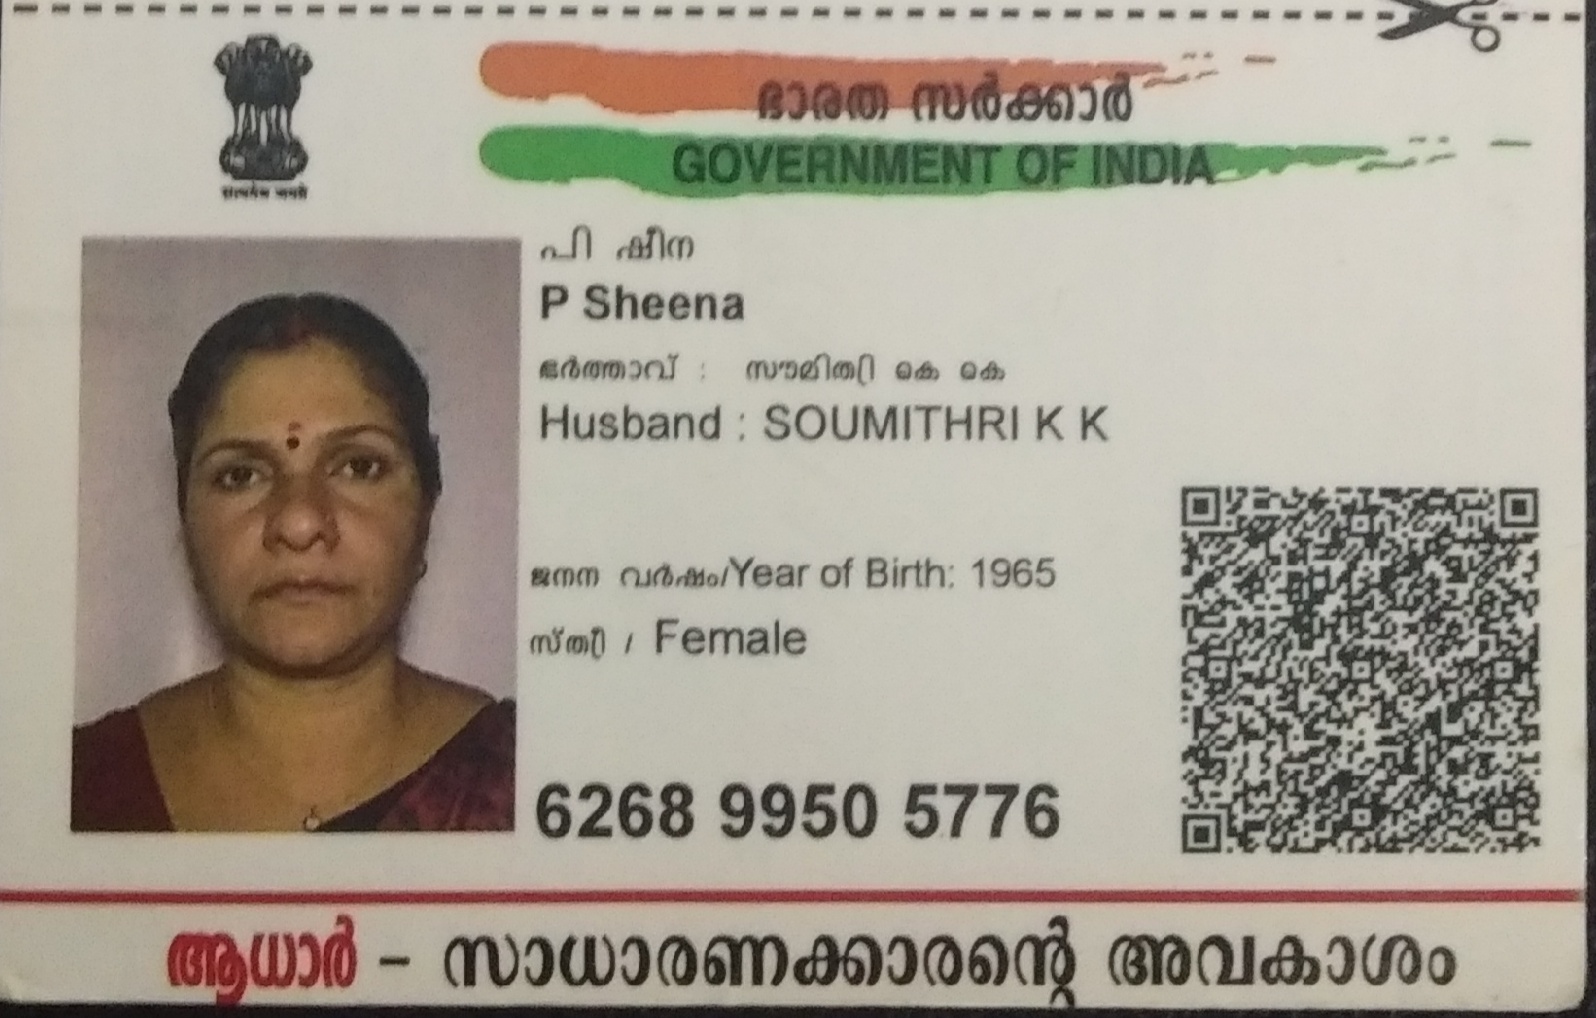 ഭാരത സർക്കാർ
GOVERNMENT OF INDIA
सत्यमेव जयते
പി ഷീന
P Sheena
ഭർത്താവ് : സൗമിത്രി കെ കെ
Husband : SOUMITHRI K K
ജനന വർഷം/Year of Birth: 1965
സ്ത്രീ / Female
6268 9950 5776
ആധാർ - സാധാരണക്കാരന്റെ അവകാശം